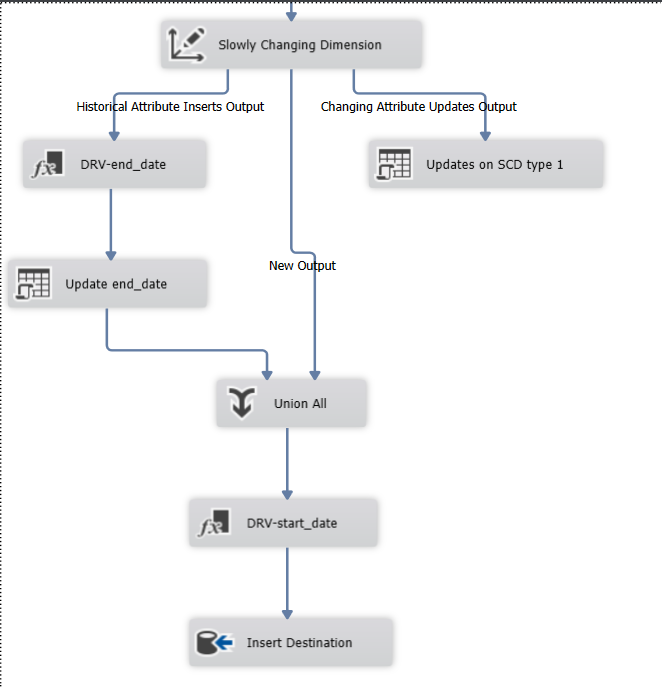 Slowly Changing Dimension
Historical Attribute Inserts Output
Changing Attribute Updates Output
DRV-end_date
Updates on SCD type 1
New Output
Update end_date
Union All
DRV-start_date
Insert Destination